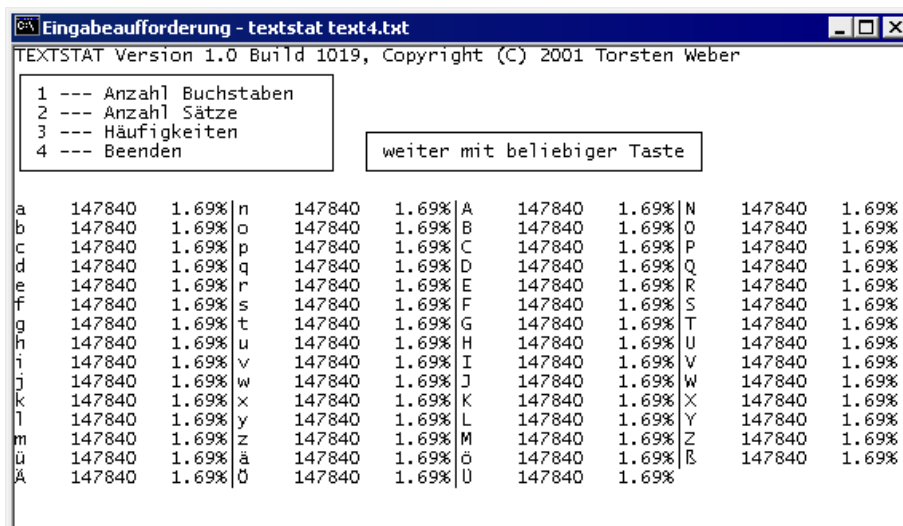 Eingabeaufforderung - textstat text4.txt
TEXTSTAT Version 1.0 Build 1019, Copyright (C) 2001 Torsten Weber
1 --- Anzahl Buchstaben
2 --- Anzahl Sätze
3 --- Häufigkeiten
4 --- Beenden
weiter mit beliebiger Taste
a 147840 1.69%|n 147840 1.69%|A 147840 1.69%|N 147840 1.69%
b 147840 1.69%|o 147840 1.69%|B 147840 1.69%|O 147840 1.69%
c 147840 1.69%|p 147840 1.69%|C 147840 1.69%|P 147840 1.69%
d 147840 1.69%|q 147840 1.69%|D 147840 1.69%|Q 147840 1.69%
e 147840 1.69%|r 147840 1.69%|E 147840 1.69%|R 147840 1.69%
f 147840 1.69%|s 147840 1.69%|F 147840 1.69%|S 147840 1.69%
g 147840 1.69%|t 147840 1.69%|G 147840 1.69%|T 147840 1.69%
h 147840 1.69%|u 147840 1.69%|H 147840 1.69%|U 147840 1.69%
i 147840 1.69%|v 147840 1.69%|I 147840 1.69%|V 147840 1.69%
j 147840 1.69%|w 147840 1.69%|J 147840 1.69%|W 147840 1.69%
k 147840 1.69%|x 147840 1.69%|K 147840 1.69%|X 147840 1.69%
l 147840 1.69%|y 147840 1.69%|L 147840 1.69%|Y 147840 1.69%
m 147840 1.69%|z 147840 1.69%|M 147840 1.69%|Z 147840 1.69%
ü 147840 1.69%|ä 147840 1.69%|ö 147840 1.69%|ß 147840 1.69%
Ä 147840 1.69%|Ö 147840 1.69%|Ü 147840 1.69%